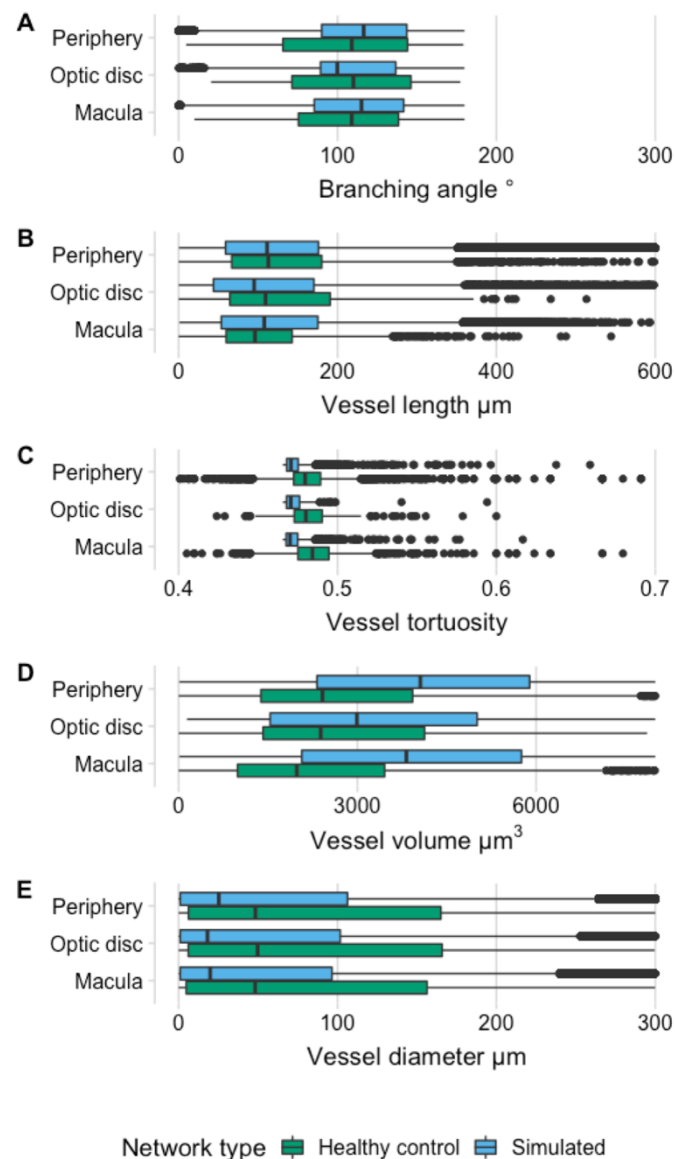 A
Periphery
Optic disc
Macula
0 100 200 300
Branching angle °
B
Periphery
Optic disc
Macula
0 200 400 600
Vessel length µm
C
Periphery
Optic disc
Macula
0.4 0.5 0.6 0.7
Vessel tortuosity
D
Periphery
Optic disc
Macula
0 3000 6000
Vessel volume µm³
E
Periphery
Optic disc
Macula
0 100 200 300
Vessel diameter µm
Network type Healthy control Simulated